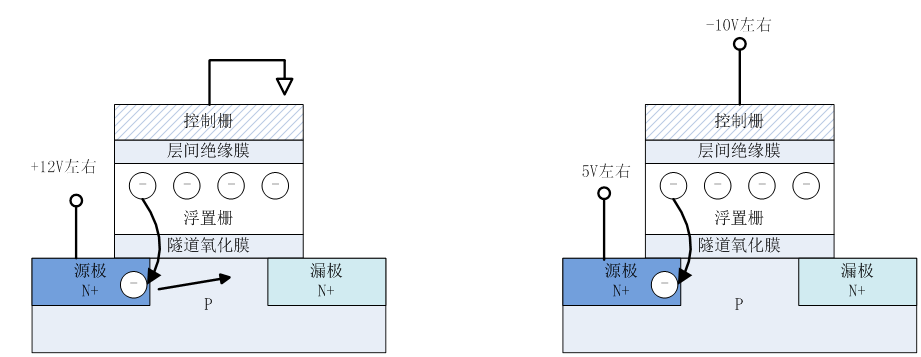 +12V左右
控制栅
层间绝缘膜
－ － － －
浮置栅
隧道氧化膜
源极
N+
－
漏极
N+
P
-10V左右
5V左右
控制栅
层间绝缘膜
－ － － －
浮置栅
隧道氧化膜
源极
N+
－
漏极
N+
P